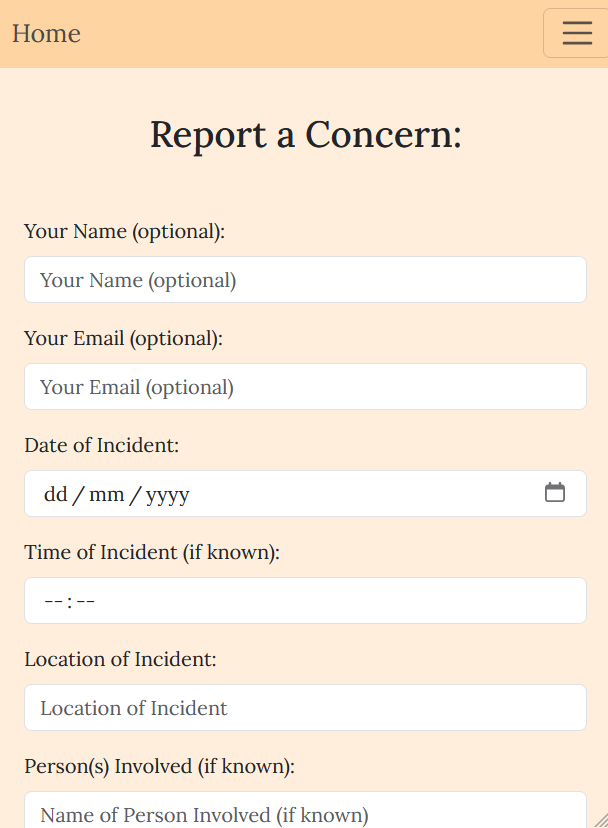 Home
Report a Concern:
Your Name (optional):
Your Name (optional)
Your Email (optional):
Your Email (optional)
Date of Incident:
dd / mm / yyyy
Time of Incident (if known):
-- : --
Location of Incident:
Location of Incident
Person(s) Involved (if known):
Name of Person Involved (if known)